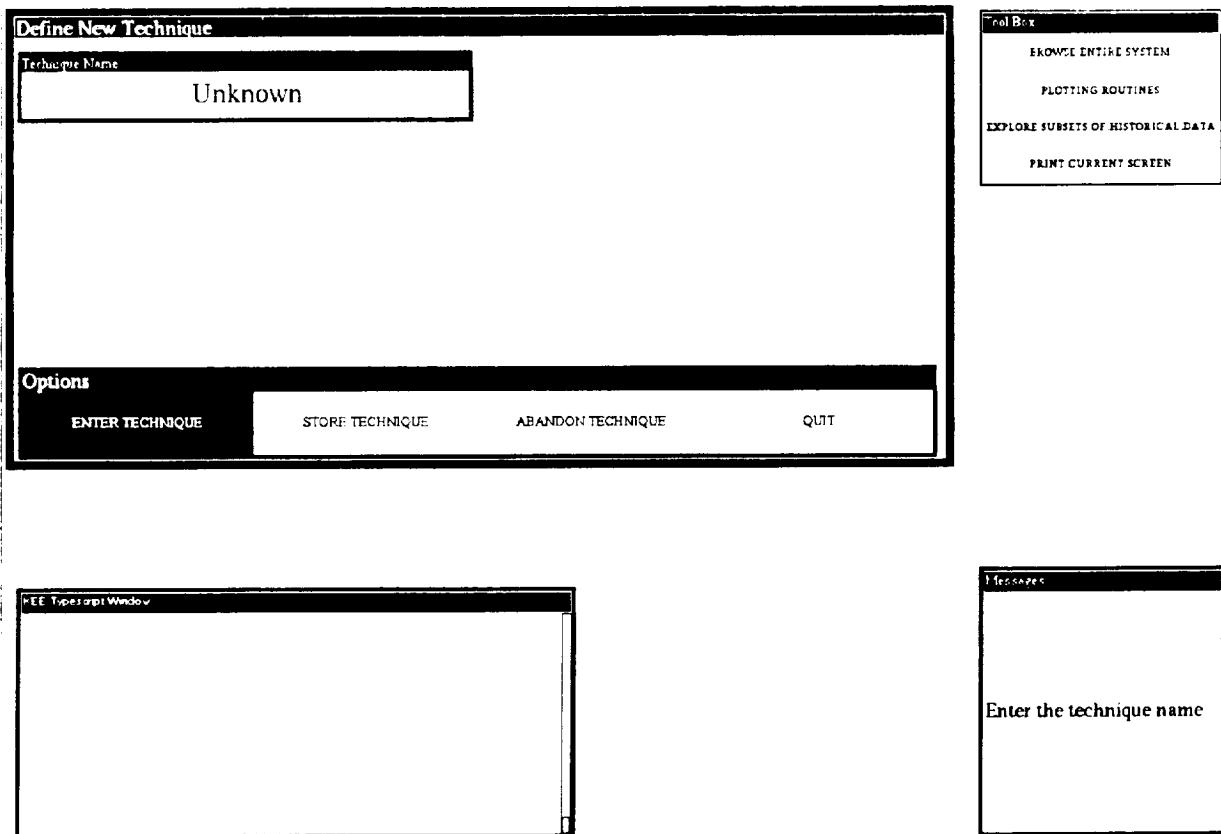 Define New Technique
Technique Name
Unknown
Options
ENTER TECHNIQUE
STORE TECHNIQUE
ABANDON TECHNIQUE
QUIT
Tool Box
BROWSE ENTIRE SYSTEM
PLOTTING ROUTINES
EXPLORE SUBSETS OF HISTORICAL DATA
PRINT CURRENT SCREEN
KEE Typescript Window
Messages
Enter the technique name